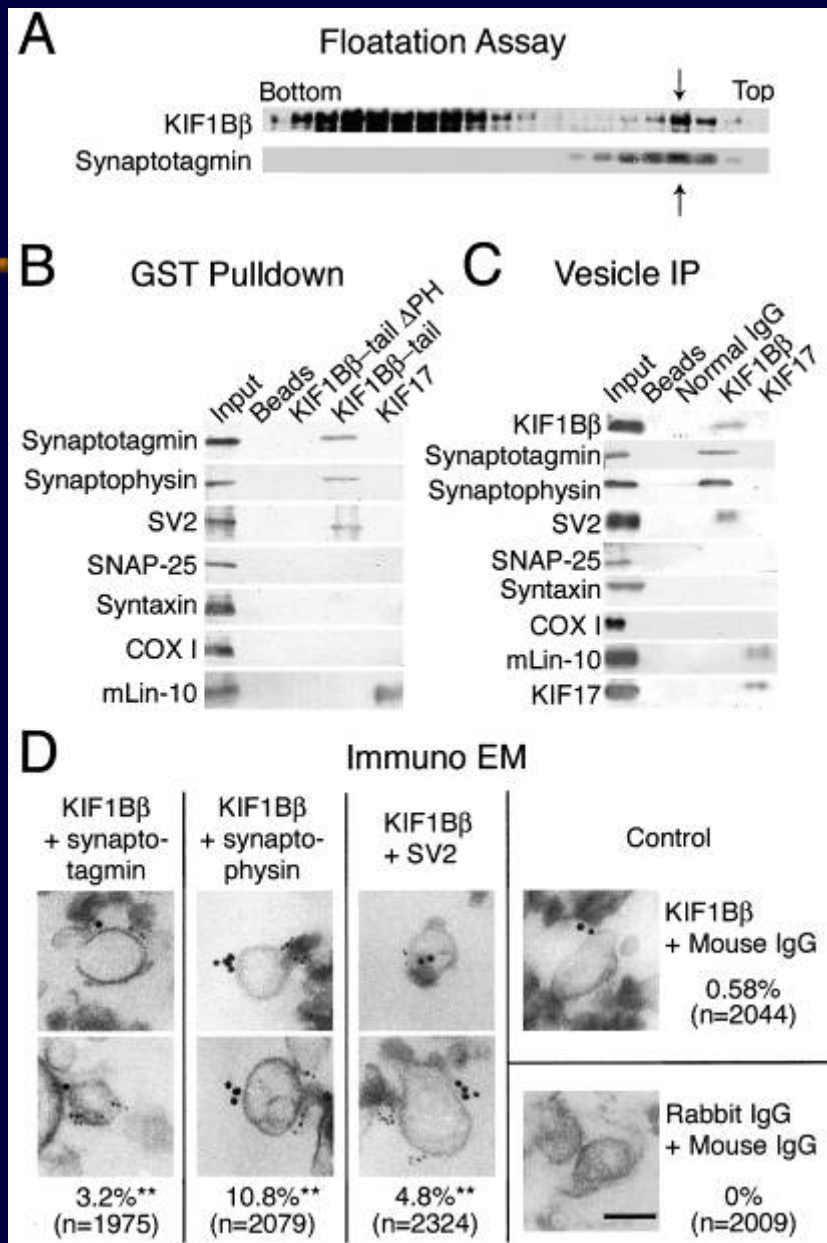 A
Floatation Assay
Bottom
Top
KIF1Bβ
Synaptotagmin
B
GST Pulldown
Input
Beads
KIF1Bβ–tail ΔPH
KIF1Bβ–tail
KIF17
Synaptotagmin
Synaptophysin
SV2
SNAP-25
Syntaxin
COX I
mLin-10
C
Vesicle IP
Input
Beads
Normal IgG
KIF1Bβ
KIF17
KIF1Bβ
Synaptotagmin
Synaptophysin
SV2
SNAP-25
Syntaxin
COX I
mLin-10
KIF17
D
Immuno EM
KIF1Bβ
+ synapto-
tagmin
3.2%**
(n=1975)
KIF1Bβ
+ synapto-
physin
10.8%**
(n=2079)
KIF1Bβ
+ SV2
4.8%**
(n=2324)
Control
KIF1Bβ
+ Mouse IgG
0.58%
(n=2044)
Rabbit IgG
+ Mouse IgG
0%
(n=2009)